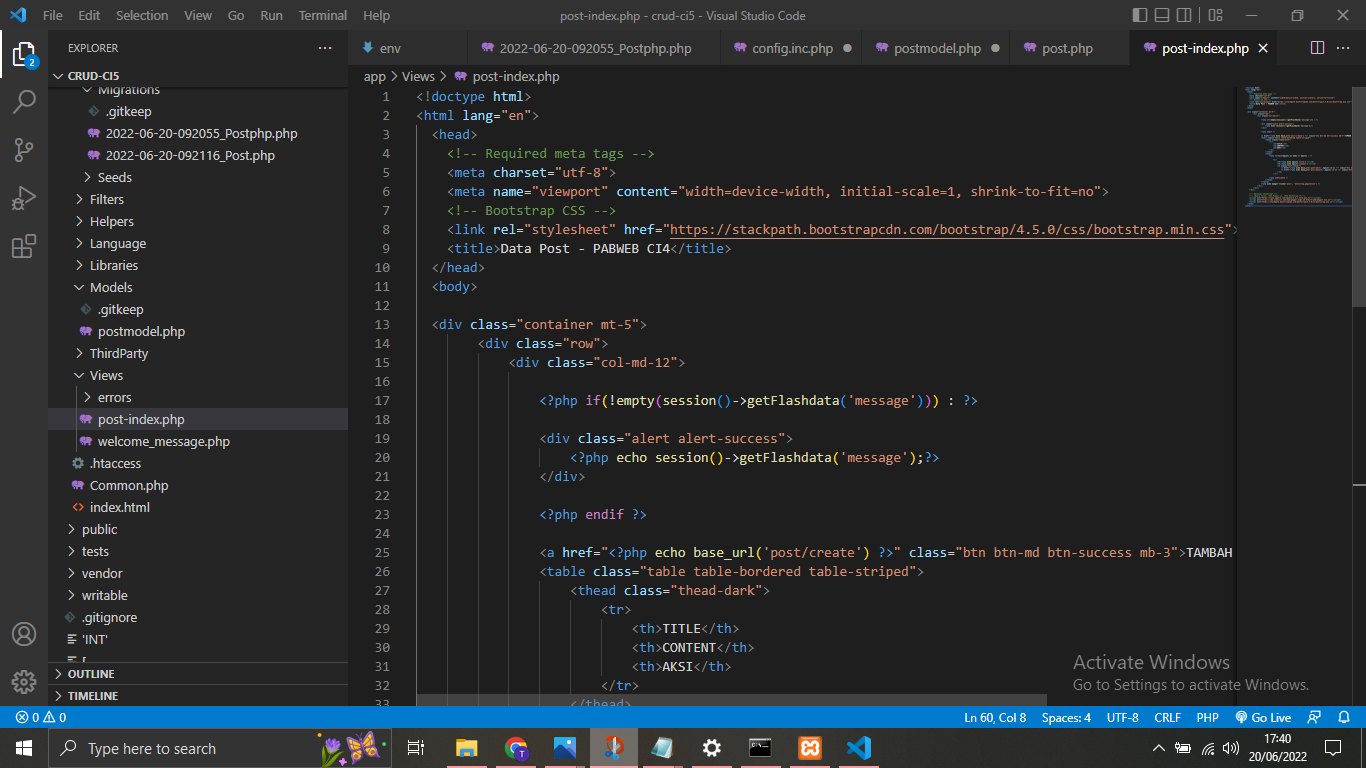 File Edit Selection View Go Run Terminal Help
post-index.php - crud-ci5 - Visual Studio Code
EXPLORER
env
2022-06-20-092055_Postphp.php
config.inc.php
postmodel.php
post.php
post-index.php
2
CRUD-CI5
Migrations
.gitkeep
2022-06-20-092055_Postphp.php
2022-06-20-092116_Post.php
Seeds
Filters
Helpers
Language
Libraries
Models
.gitkeep
postmodel.php
ThirdParty
Views
errors
post-index.php
welcome_message.php
.htaccess
Common.php
index.html
public
tests
vendor
writable
.gitignore
'INT'
[
OUTLINE
TIMELINE
app > Views > post-index.php
1 <!doctype html>
2 <html lang="en">
3 <head>
4 <!-- Required meta tags -->
5 <meta charset="utf-8">
6 <meta name="viewport" content="width=device-width, initial-scale=1, shrink-to-fit=no">
7 <!-- Bootstrap CSS -->
8 <link rel="stylesheet" href="https://stackpath.bootstrapcdn.com/bootstrap/4.5.0/css/bootstrap.min.css">
9 <title>Data Post - PABWEB CI4</title>
10 </head>
11 <body>
12
13 <div class="container mt-5">
14 <div class="row">
15 <div class="col-md-12">
16
17 <?php if(!empty(session()->getFlashdata('message'))) : ?>
18
19 <div class="alert alert-success">
20 <?php echo session()->getFlashdata('message');?>
21 </div>
22
23 <?php endif ?>
24
25 <a href="<?php echo base_url('post/create') ?>" class="btn btn-md btn-success mb-3">TAMBAH
26 <table class="table table-bordered table-striped">
27 <thead class="thead-dark">
28 <tr>
29 <th>TITLE</th>
30 <th>CONTENT</th>
31 <th>AKSI</th>
32 </tr>
33 </thead>
Activate Windows
Go to Settings to activate Windows.
0 0
Ln 60, Col 8 Spaces: 4 UTF-8 CRLF PHP Go Live
Type here to search
17:40
20/06/2022